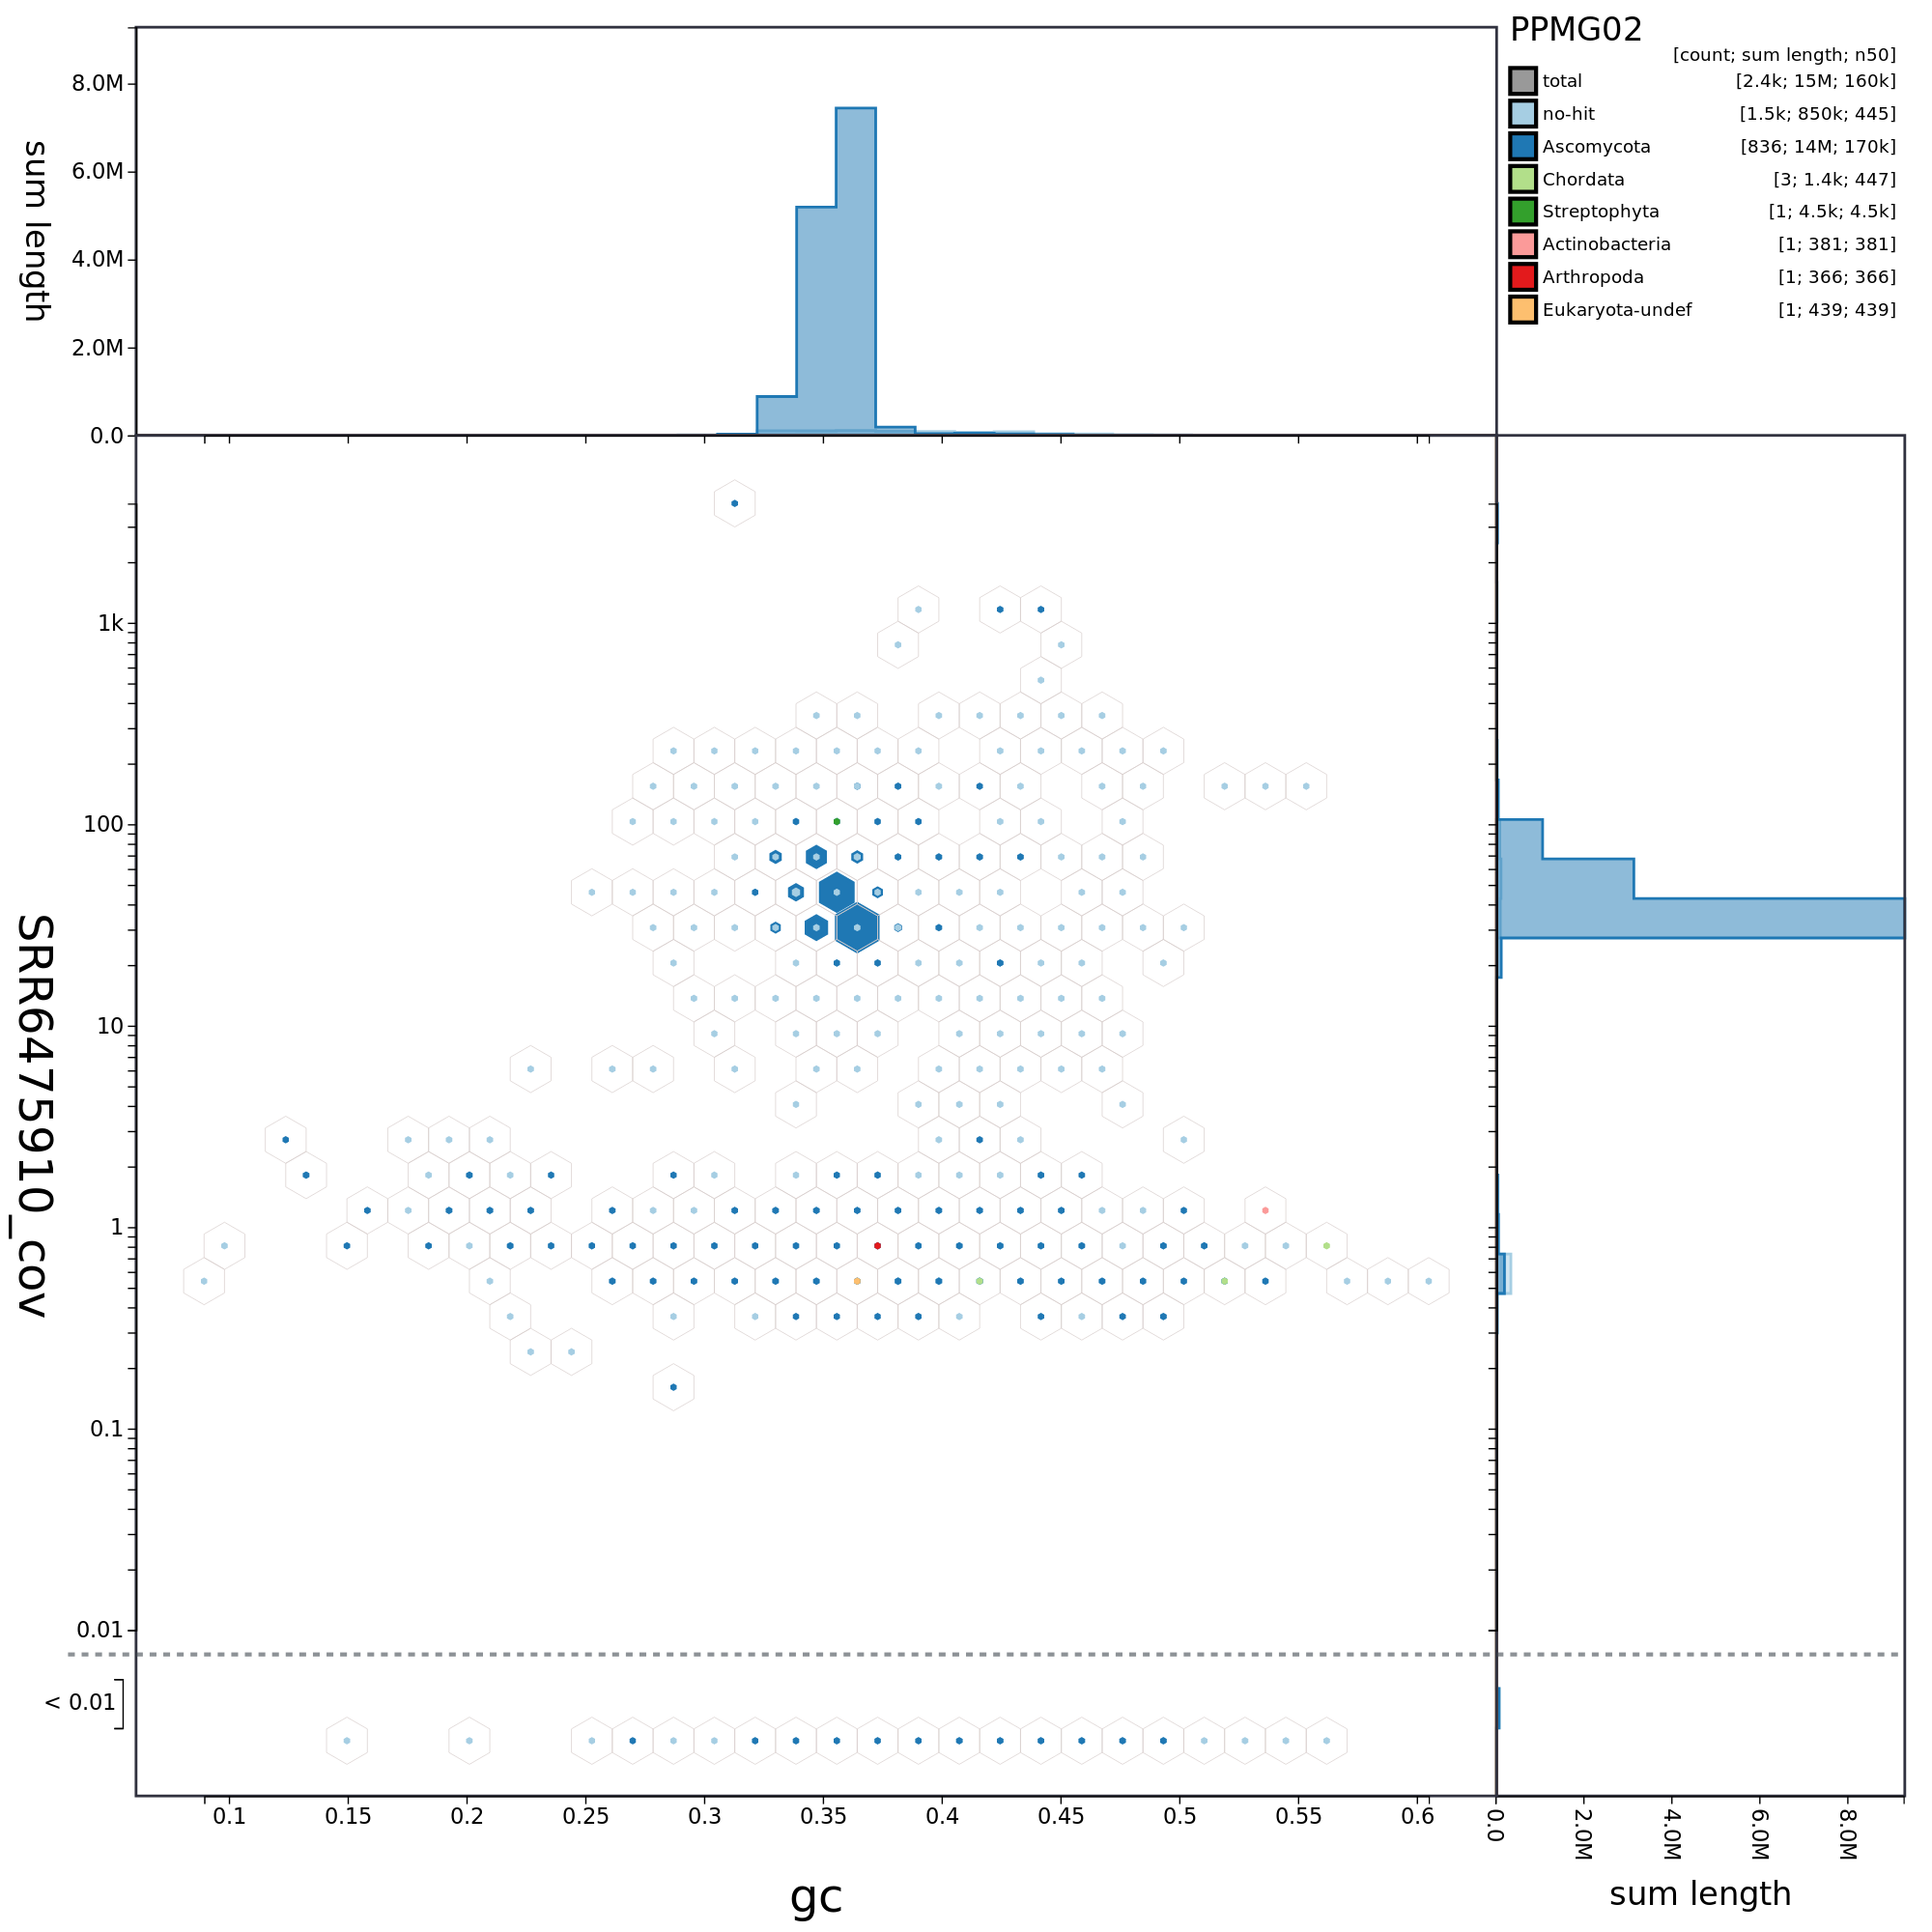 PPMG02
[count; sum length; n50]
total [2.4k; 15M; 160k]
no-hit [1.5k; 850k; 445]
Ascomycota [836; 14M; 170k]
Chordata [3; 1.4k; 447]
Streptophyta [1; 4.5k; 4.5k]
Actinobacteria [1; 381; 381]
Arthropoda [1; 366; 366]
Eukaryota-undef [1; 439; 439]
sum length
8.0M
6.0M
4.0M
2.0M
0.0
SRR6475910_cov
1k
100
10
1
0.1
0.01
< 0.01
0.1 0.15 0.2 0.25 0.3 0.35 0.4 0.45 0.5 0.55 0.6
gc
0.0 2.0M 4.0M 6.0M 8.0M
sum length